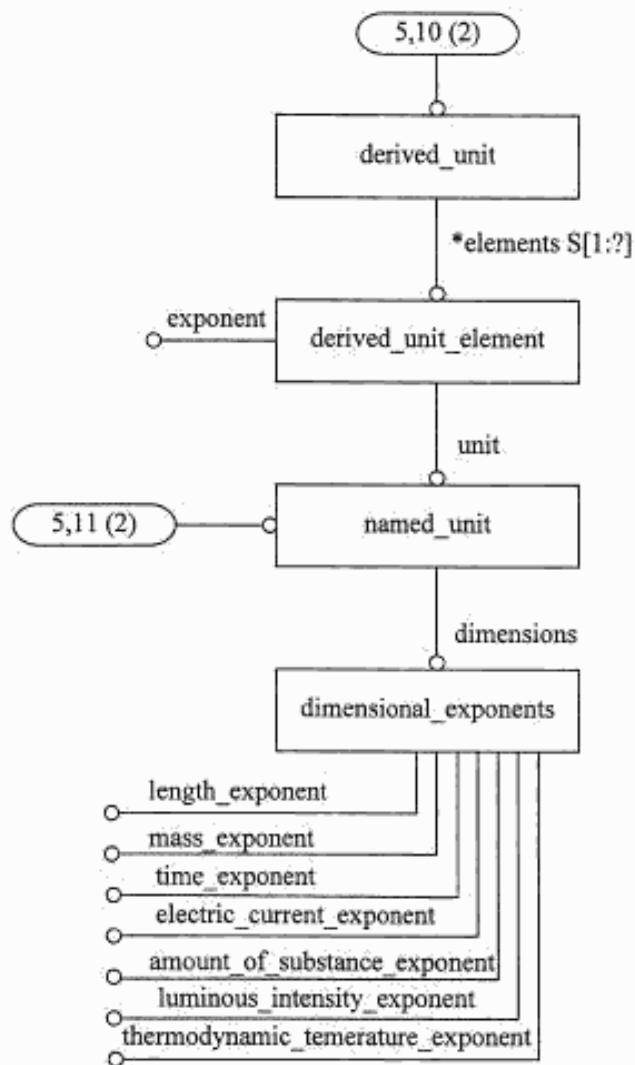 5,10 (2)
derived_unit
*elements S[1:?]
exponent
derived_unit_element
unit
5,11 (2)
named_unit
dimensions
dimensional_exponents
length_exponent
mass_exponent
time_exponent
electric_current_exponent
amount_of_substance_exponent
luminous_intensity_exponent
thermodynamic_temerature_exponent